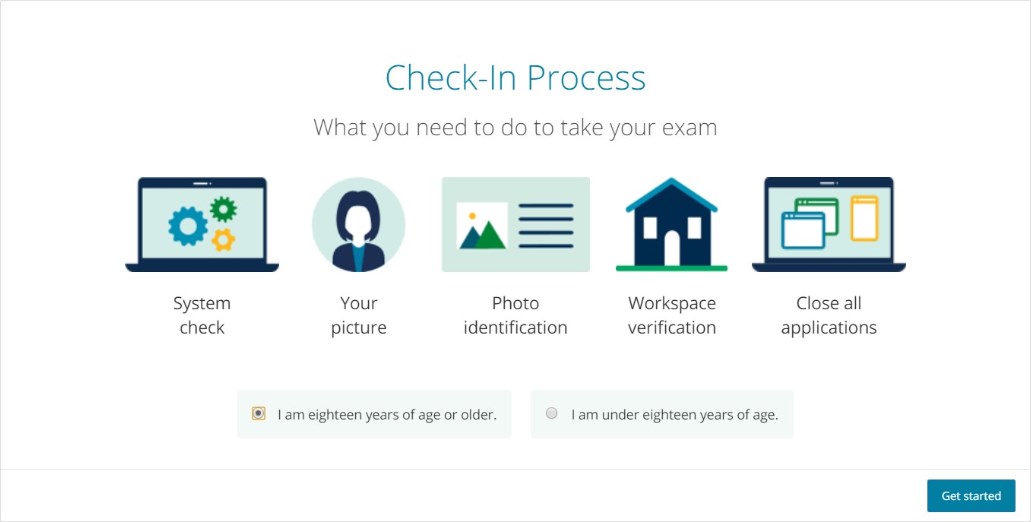 Check-In Process
What you need to do to take your exam
System
check
Your
picture
Photo
identification
Workspace
verification
Close all
applications
I am eighteen years of age or older.
I am under eighteen years of age.
Get started